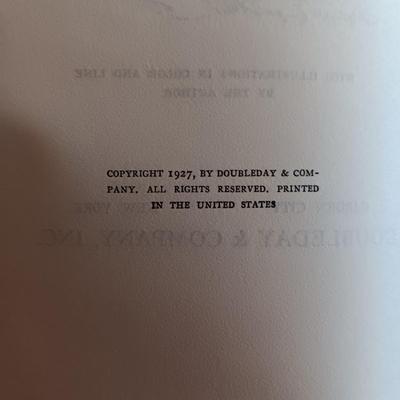 COPYRIGHT 1927, BY DOUBLEDAY & COM-
PANY. ALL RIGHTS RESERVED. PRINTED
IN THE UNITED STATES